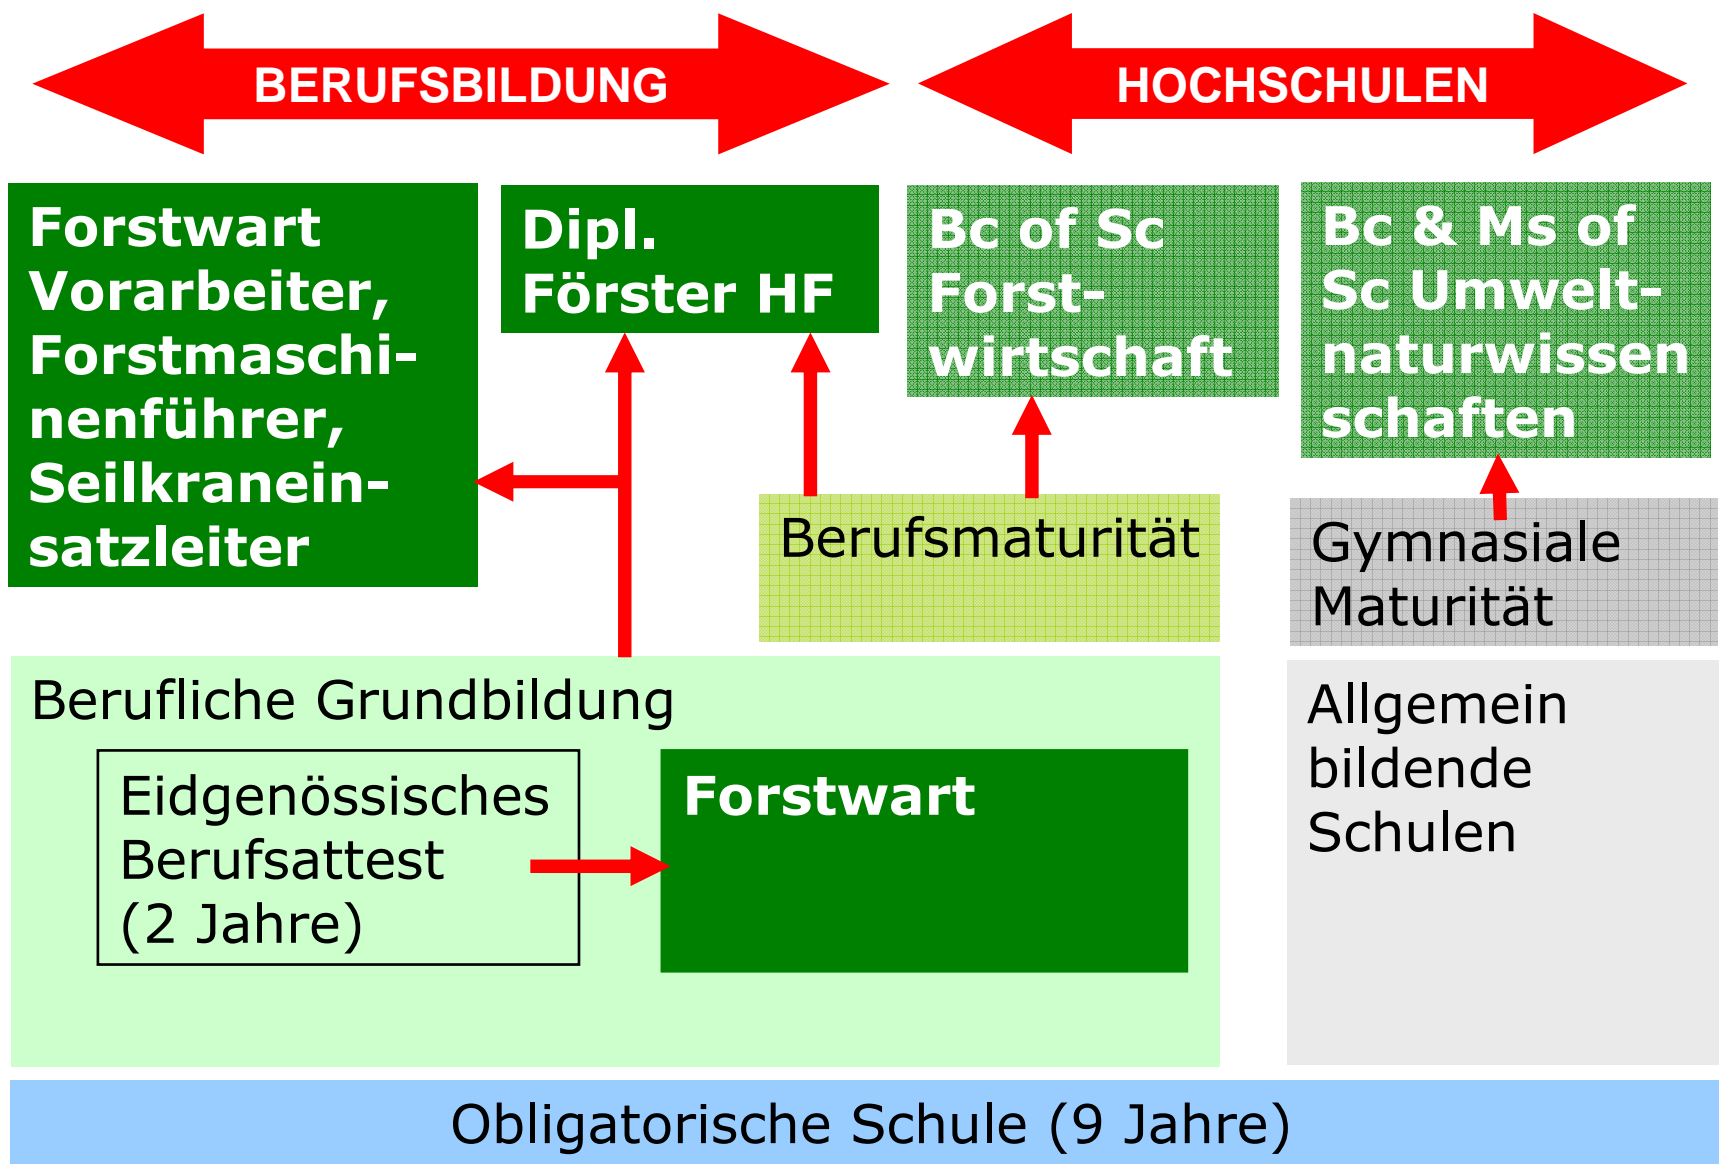 BERUFSBILDUNG
HOCHSCHULEN
Forstwart
Vorarbeiter,
Forstmaschi-
nenführer,
Seilkranein-
satzleiter
Dipl.
Förster HF
Bc of Sc
Forst-
wirtschaft
Bc & Ms of
Sc Umwelt-
naturwissen
schaften
Berufsmaturität
Gymnasiale
Maturität
Berufliche Grundbildung
Eidgenössisches
Berufsattest
(2 Jahre)
Forstwart
Allgemein
bildende
Schulen
Obligatorische Schule (9 Jahre)